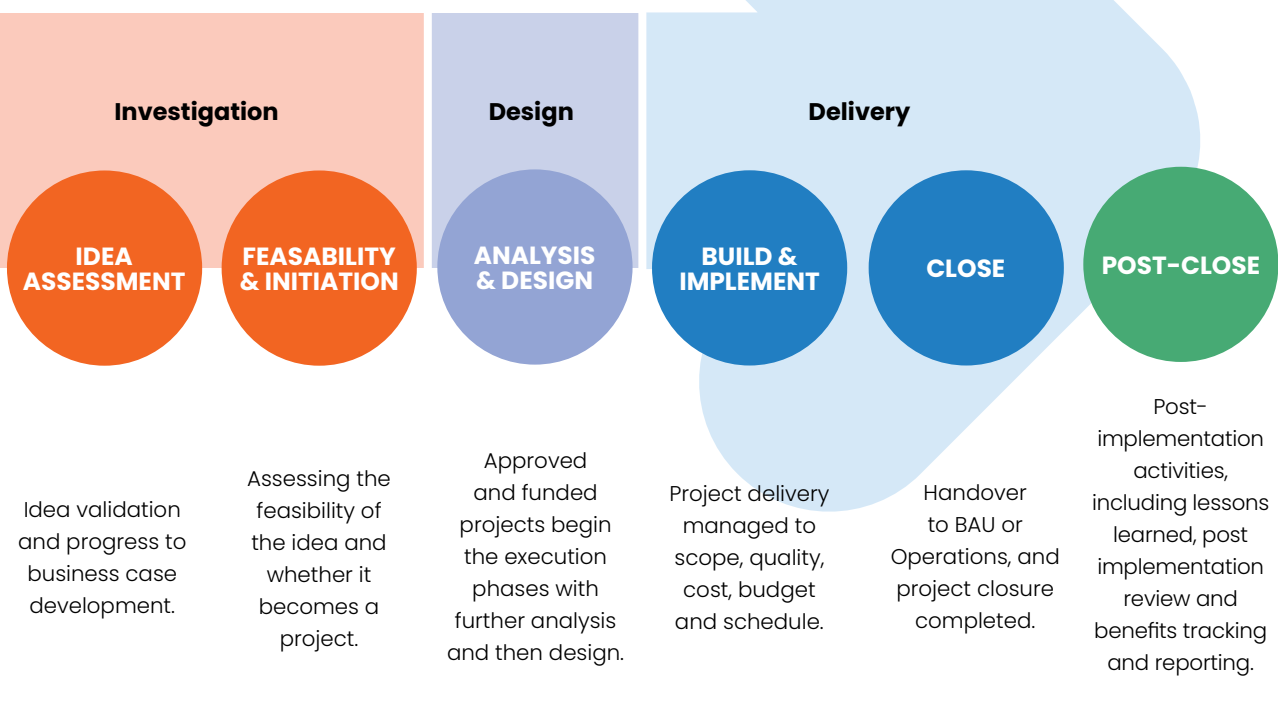 Investigation
Design
Delivery
IDEA
ASSESSMENT
FEASABILITY
& INITIATION
ANALYSIS
& DESIGN
BUILD &
IMPLEMENT
CLOSE
POST-CLOSE
Idea validation
and progress to
business case
development.
Assessing the
feasibility of
the idea and
whether it
becomes a
project.
Approved
and funded
projects begin
the execution
phases with
further analysis
and then design.
Project delivery
managed to
scope, quality,
cost, budget
and schedule.
Handover
to BAU or
Operations, and
project closure
completed.
Post-
implementation
activities,
including lessons
learned, post
implementation
review and
benefits tracking
and reporting.